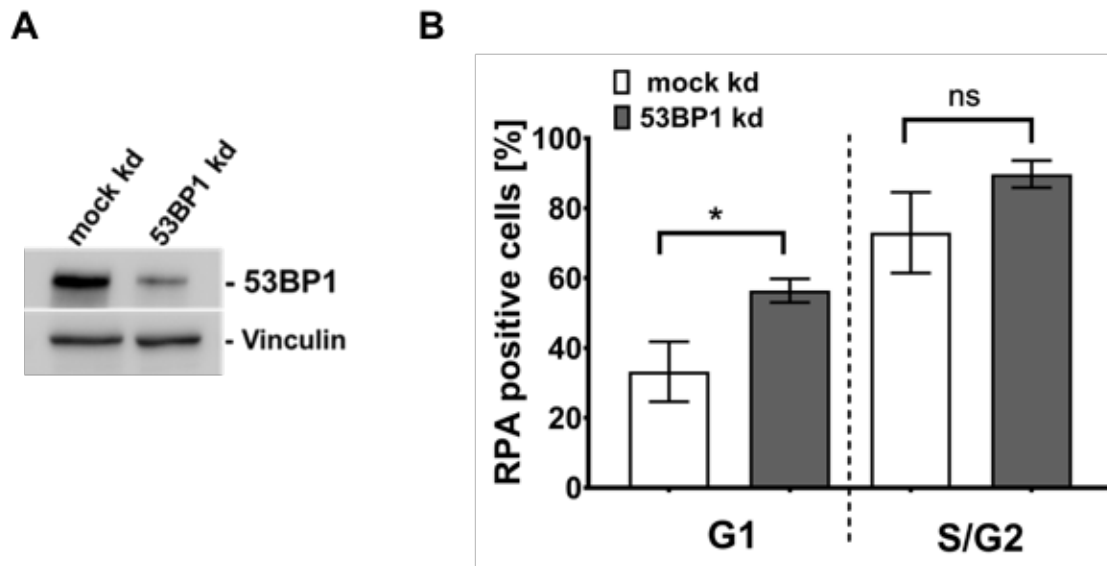 A
mock kd
53BP1 kd
- 53BP1
- Vinculin
B
mock kd
53BP1 kd
RPA positive cells [%]
100
80
60
40
20
0
*
ns
G1
S/G2